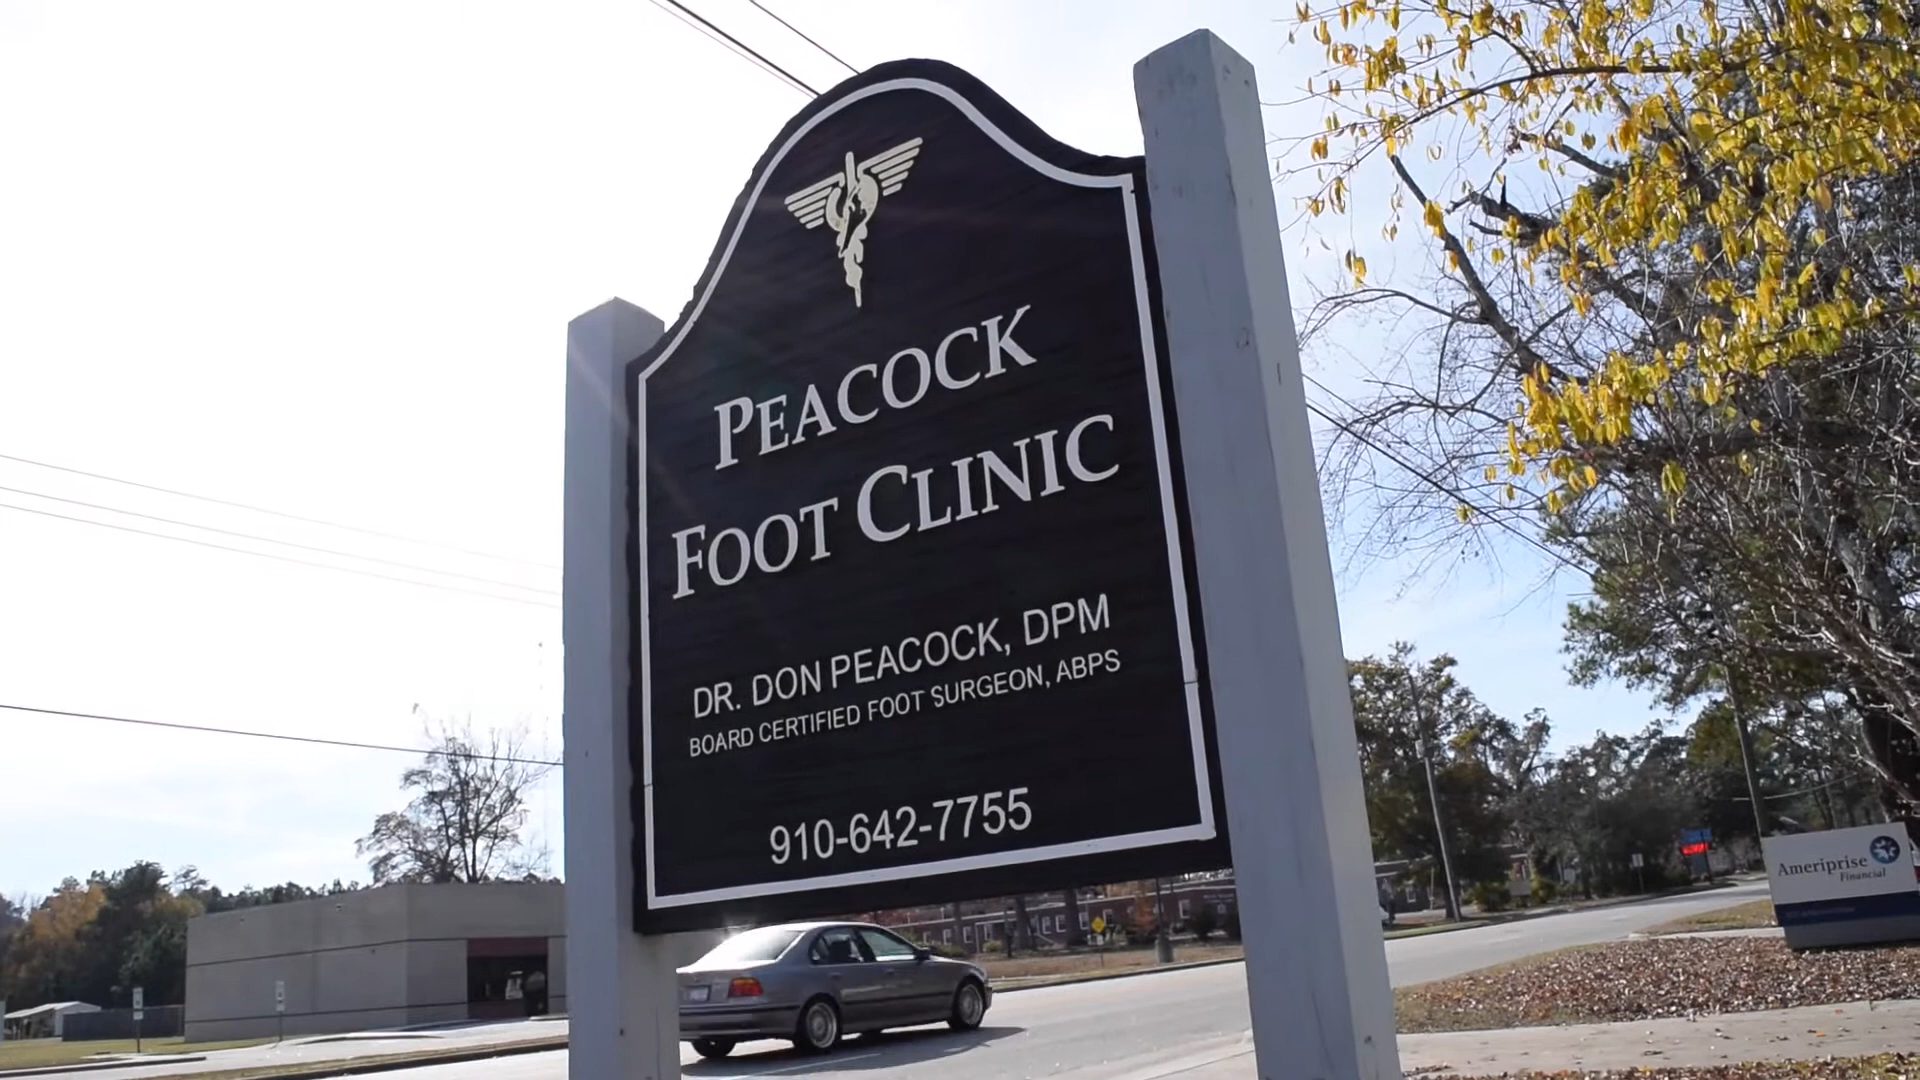 PEACOCK
FOOT CLINIC
DR. DON PEACOCK, DPM
BOARD CERTIFIED FOOT SURGEON, ABPS
910-642-7755
Ameriprise
Financial